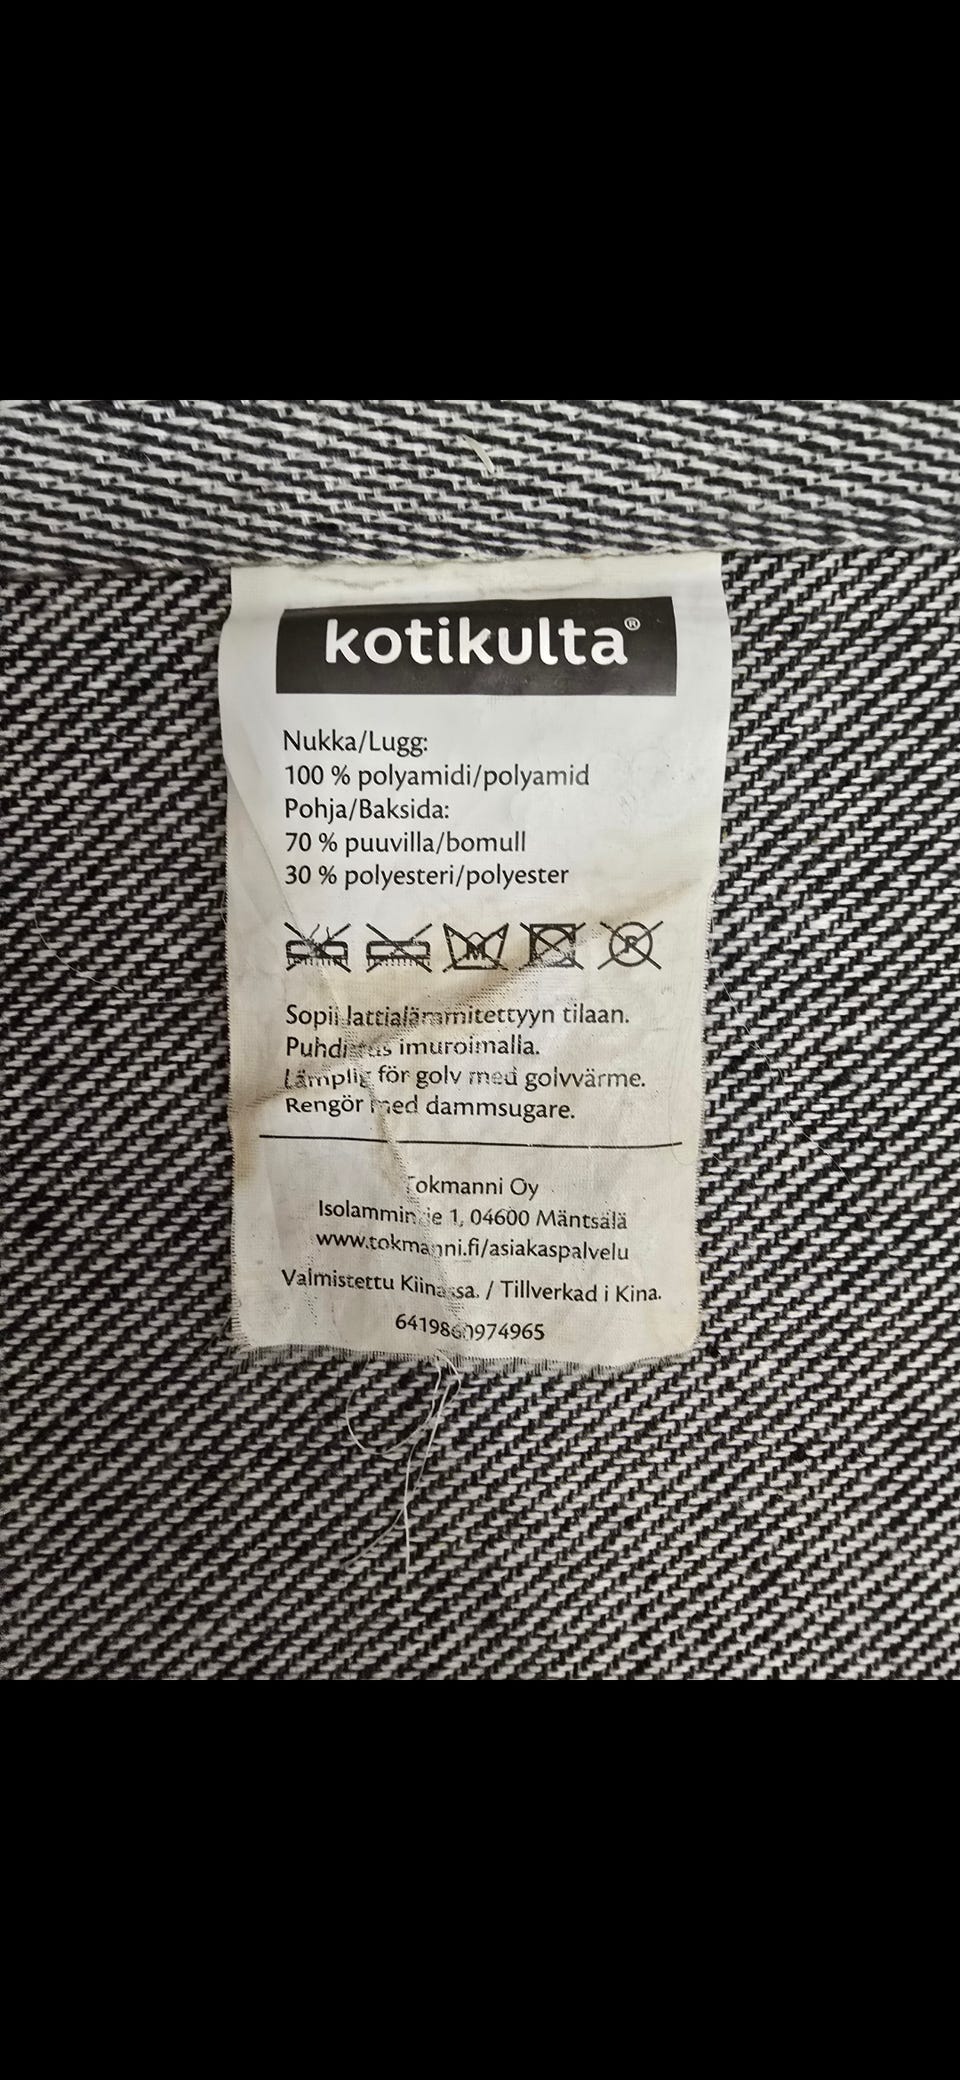 kotikulta®
Nukka/Lugg:
100 % polyamidi/polyamid
Pohja/Baksida:
70 % puuvilla/bomull
30 % polyesteri/polyester
M R
Sopii lattialämmitettyyn tilaan.
Puhdistus imuroimalla.
Lämplig för golv med golvvärme.
Rengör med dammsugare.
Tokmanni Oy
Isolammintie 1, 04600 Mäntsälä
www.tokmanni.fi/asiakaspalvelu
Valmistettu Kiinassa. / Tillverkad i Kina.
6419860974965